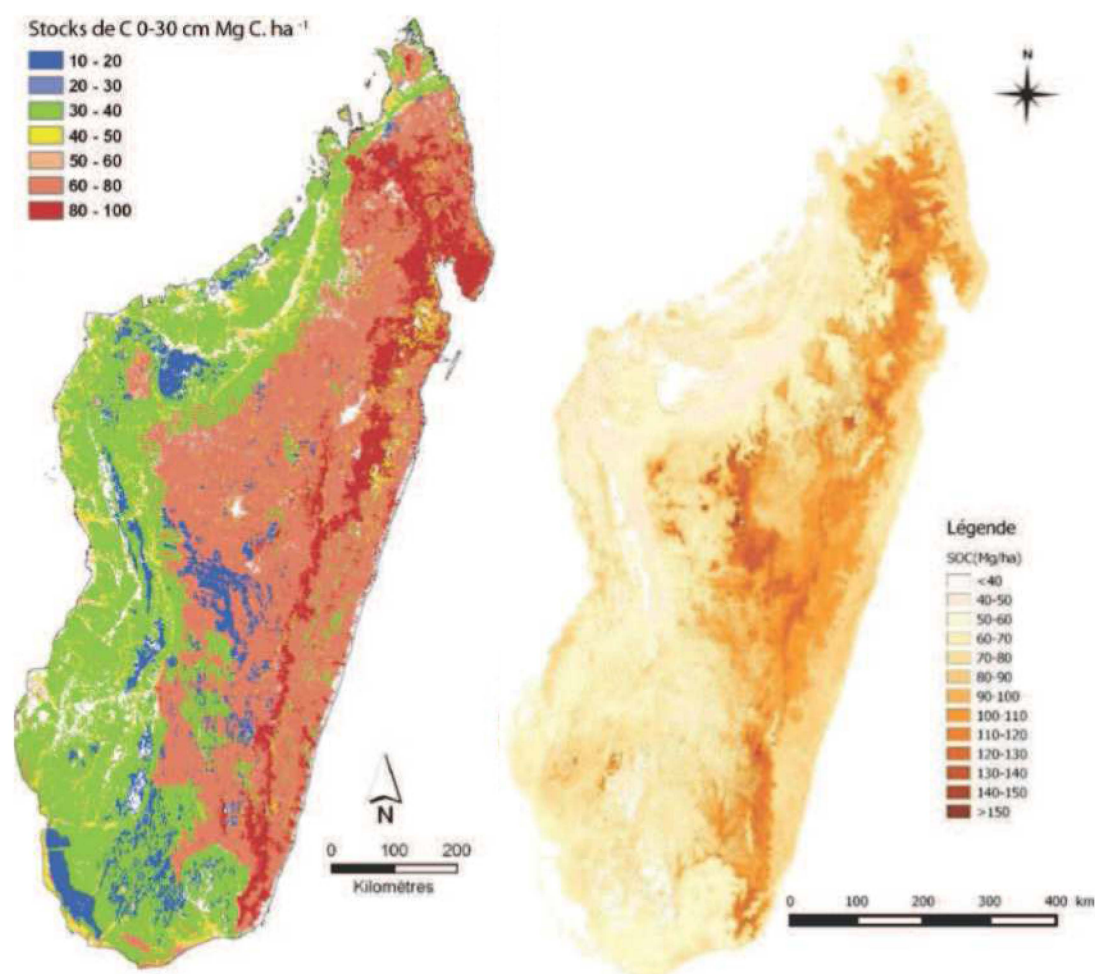 Stocks de C 0-30 cm Mg C. ha -1
10 - 20
20 - 30
30 - 40
40 - 50
50 - 60
60 - 80
80 - 100
N
0 100 200
Kilomètres
N
Légende
SOC(Mg/ha)
<40
40-50
50-60
60-70
70-80
80-90
90-100
100-110
110-120
120-130
130-140
140-150
>150
0 100 200 300 400 km